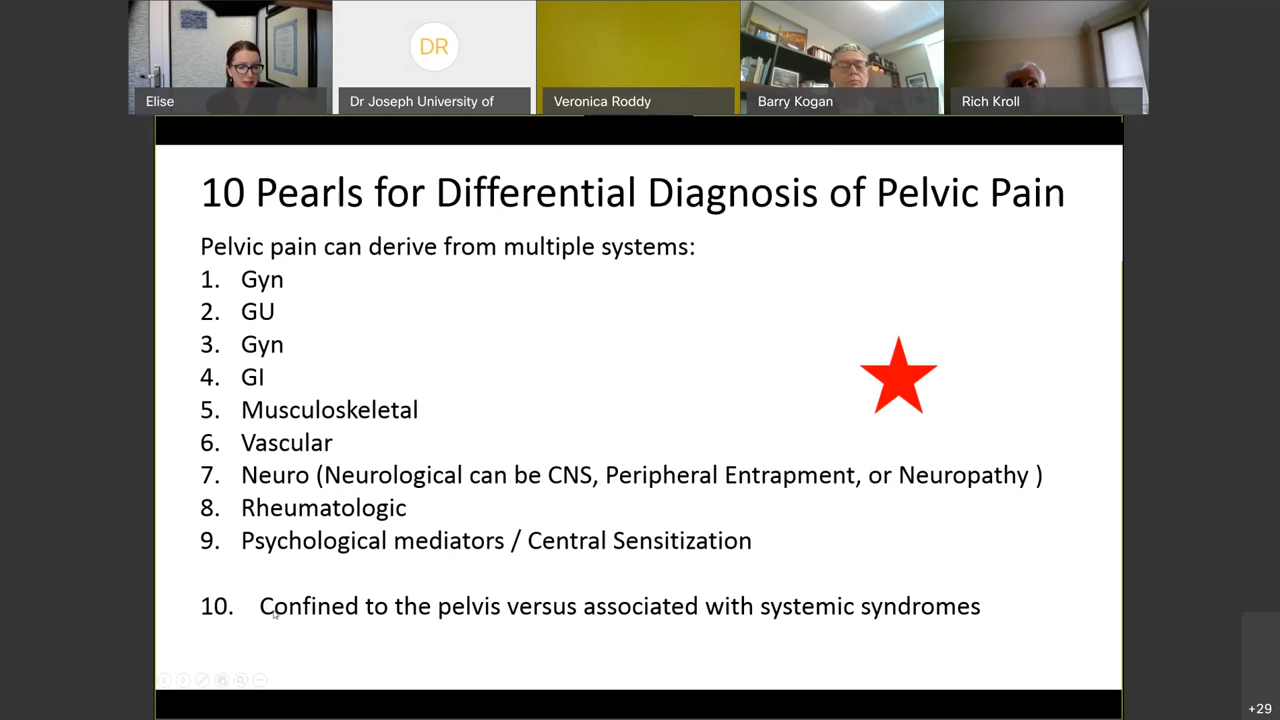 DR
Elise
Dr Joseph University of
Veronica Roddy
Barry Kogan
Rich Kroll
10 Pearls for Differential Diagnosis of Pelvic Pain
Pelvic pain can derive from multiple systems:
1. Gyn
2. GU
3. Gyn
4. GI
5. Musculoskeletal
6. Vascular
7. Neuro (Neurological can be CNS, Peripheral Entrapment, or Neuropathy )
8. Rheumatologic
9. Psychological mediators / Central Sensitization
10. Confined to the pelvis versus associated with systemic syndromes
+29